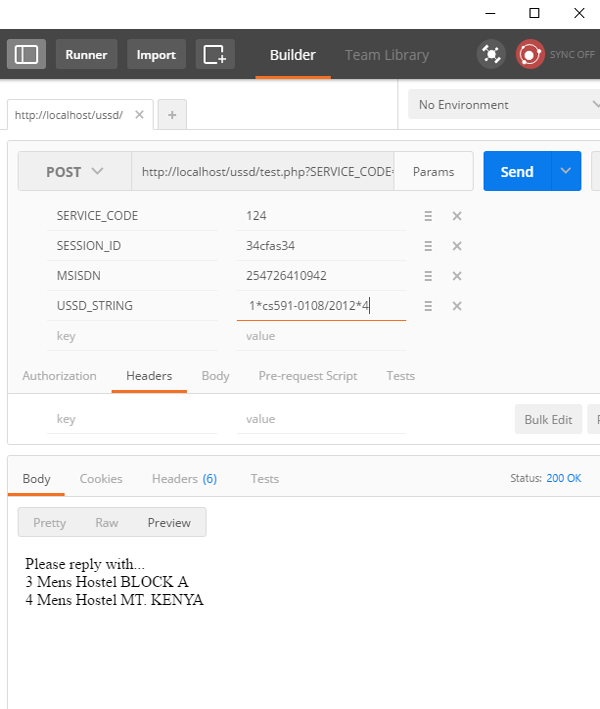 Runner Import Builder Team Library SYNC OFF
http://localhost/ussd/ No Environment
POST http://localhost/ussd/test.php?SERVICE_CODE= Params Send
SERVICE_CODE 124
SESSION_ID 34cfas34
MSISDN 254726410942
USSD_STRING 1*cs591-0108/2012*4
key value
Authorization Headers Body Pre-request Script Tests
key value Bulk Edit
Body Cookies Headers (6) Tests Status: 200 OK
Pretty Raw Preview
Please reply with...
3 Mens Hostel BLOCK A
4 Mens Hostel MT. KENYA